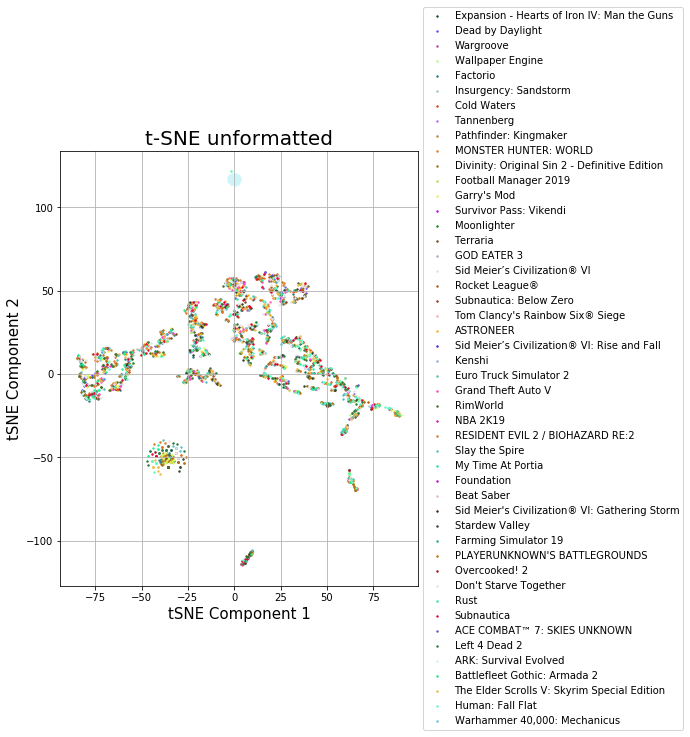 t-SNE unformatted
tSNE Component 2
100
50
0
−50
−100
−75
−50
−25
0
25
50
75
tSNE Component 1
Expansion - Hearts of Iron IV: Man the Guns
Dead by Daylight
Wargroove
Wallpaper Engine
Factorio
Insurgency: Sandstorm
Cold Waters
Tannenberg
Pathfinder: Kingmaker
MONSTER HUNTER: WORLD
Divinity: Original Sin 2 - Definitive Edition
Football Manager 2019
Garry's Mod
Survivor Pass: Vikendi
Moonlighter
Terraria
GOD EATER 3
Sid Meier’s Civilization® VI
Rocket League®
Subnautica: Below Zero
Tom Clancy's Rainbow Six® Siege
ASTRONEER
Sid Meier’s Civilization® VI: Rise and Fall
Kenshi
Euro Truck Simulator 2
Grand Theft Auto V
RimWorld
NBA 2K19
RESIDENT EVIL 2 / BIOHAZARD RE:2
Slay the Spire
My Time At Portia
Foundation
Beat Saber
Sid Meier's Civilization® VI: Gathering Storm
Stardew Valley
Farming Simulator 19
PLAYERUNKNOWN'S BATTLEGROUNDS
Overcooked! 2
Don't Starve Together
Rust
Subnautica
ACE COMBAT™ 7: SKIES UNKNOWN
Left 4 Dead 2
ARK: Survival Evolved
Battlefleet Gothic: Armada 2
The Elder Scrolls V: Skyrim Special Edition
Human: Fall Flat
Warhammer 40,000: Mechanicus